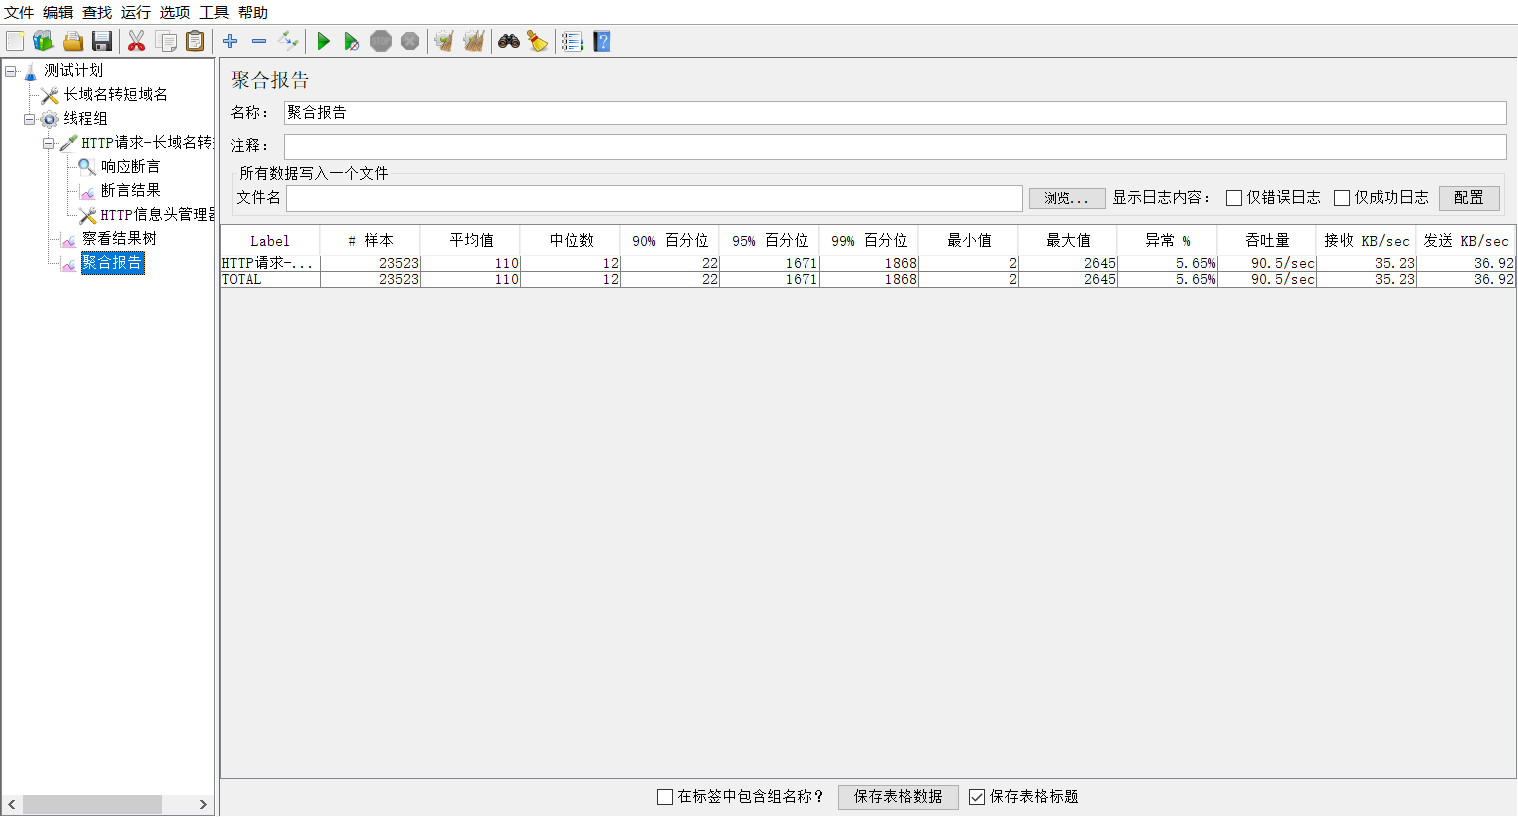 文件 编辑 查找 运行 选项 工具 帮助
STOP
测试计划
长域名转短域名
线程组
HTTP请求-长域名转
响应断言
断言结果
HTTP信息头管理器
察看结果树
聚合报告
聚合报告
名称： 聚合报告
注释：
所有数据写入一个文件
文件名 浏览... 显示日志内容： 仅错误日志 仅成功日志 配置
Label # 样本 平均值 中位数 90% 百分位 95% 百分位 99% 百分位 最小值 最大值 异常 % 吞吐量 接收 KB/sec 发送 KB/sec
HTTP请求-... 23523 110 12 22 1671 1868 2 2645 5.65% 90.5/sec 35.23 36.92
TOTAL 23523 110 12 22 1671 1868 2 2645 5.65% 90.5/sec 35.23 36.92
在标签中包含组名称？ 保存表格数据 保存表格标题